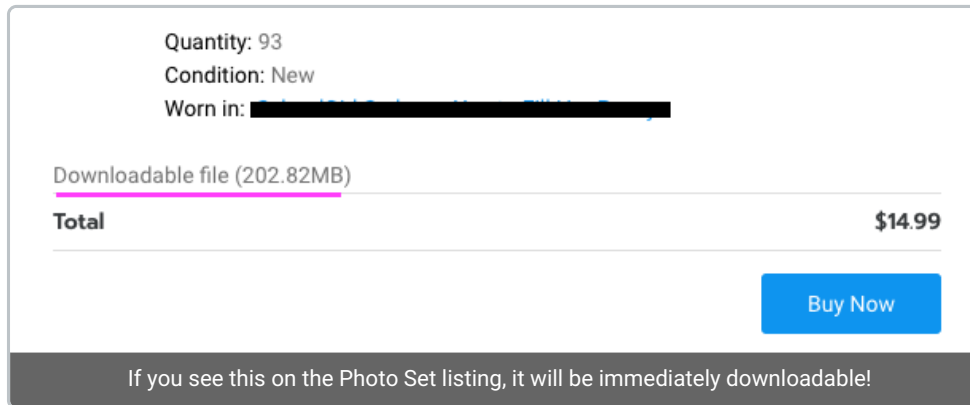 Quantity: 93
Condition: New
Worn in:
Downloadable file (202.82MB)
Total $14.99
Buy Now
If you see this on the Photo Set listing, it will be immediately downloadable!